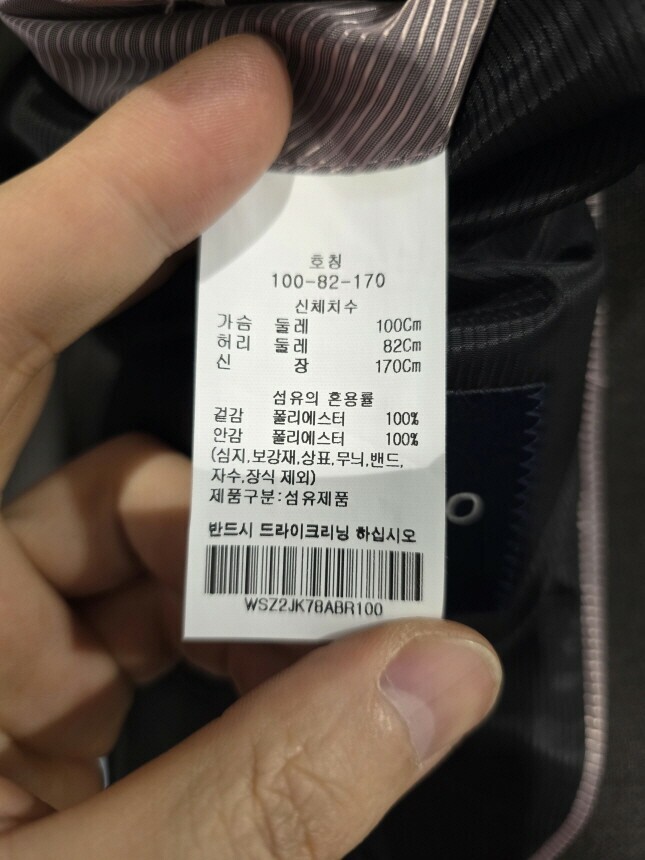 호칭
100-82-170
신체치수
가슴 둘레 100Cm
허리 둘레 82Cm
신 장 170Cm
섬유의 혼용률
겉감 폴리에스터 100%
안감 폴리에스터 100%
(심지,보강재,상표,무늬,밴드,
자수,장식 제외)
제품구분:섬유제품
반드시 드라이크리닝 하십시오
WSZ2JK78ABR100